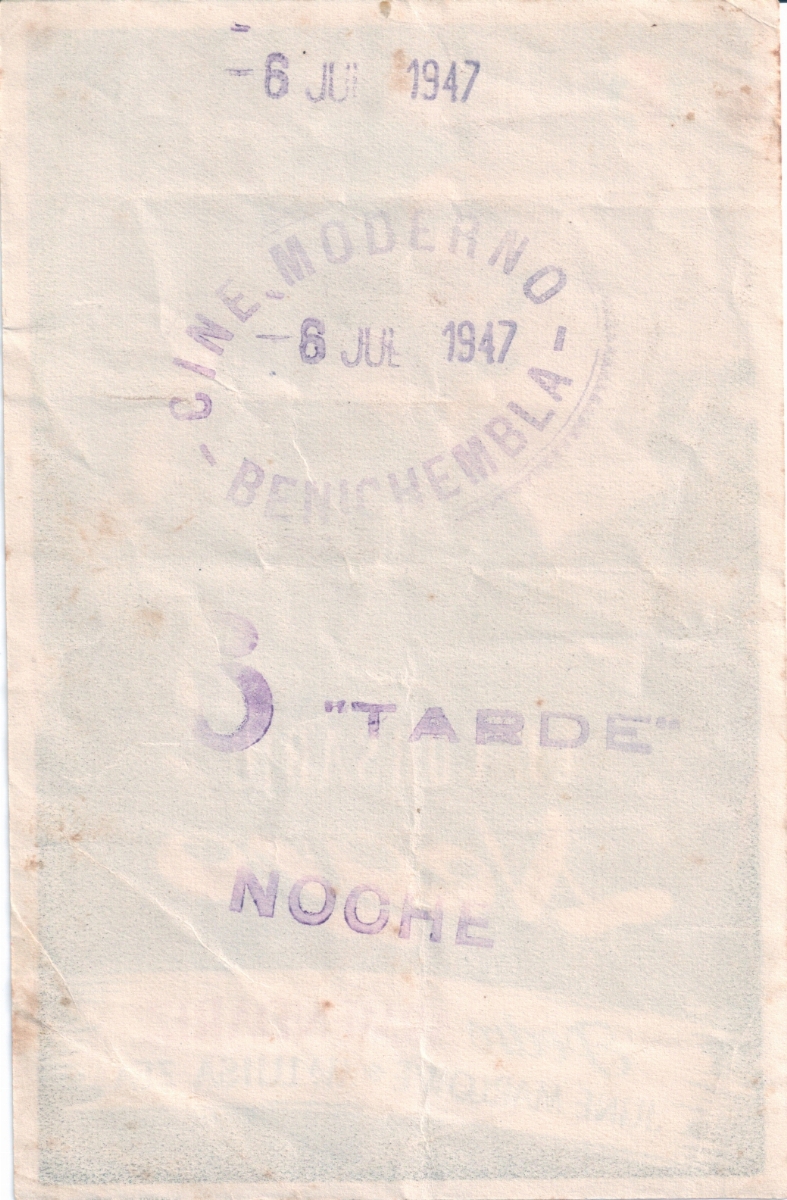 -6 JUL 1947
- CINE MODERNO
-6 JUL 1947
BENICHEMBLA -
3 "TARDE"
NOCHE